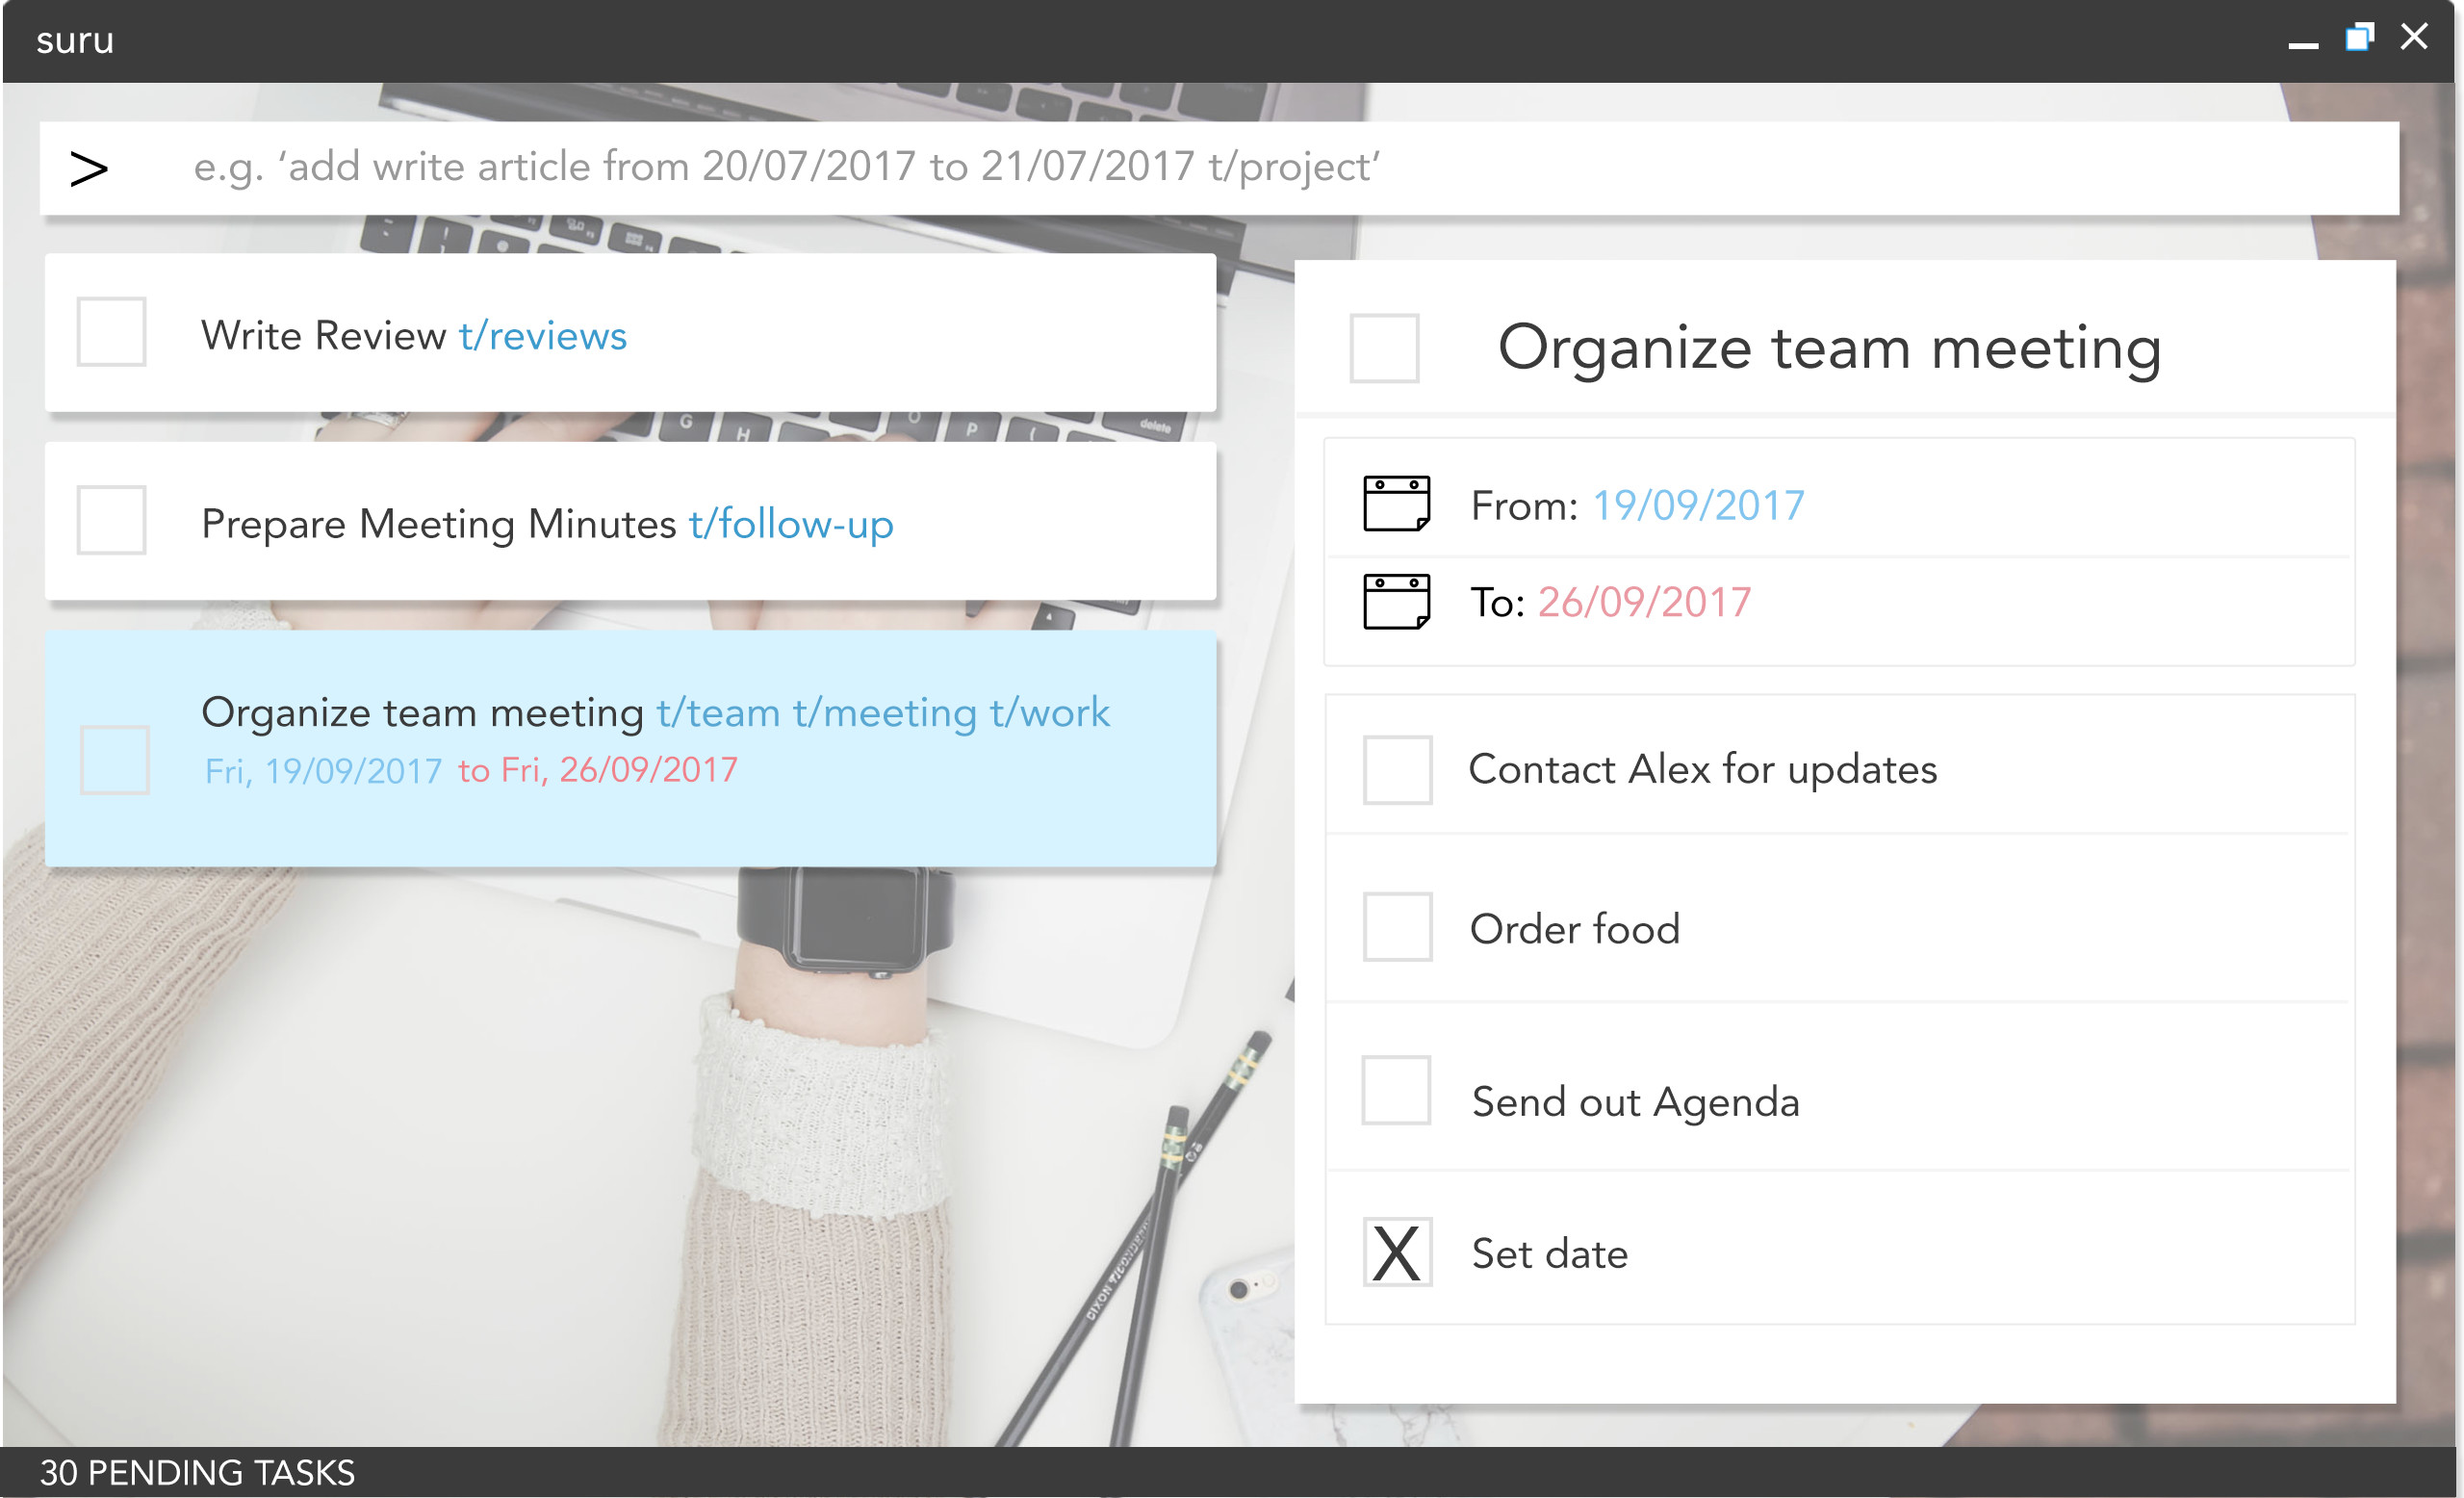 suru
> e.g. ‘add write article from 20/07/2017 to 21/07/2017 t/project’
Write Review t/reviews
Prepare Meeting Minutes t/follow-up
Organize team meeting t/team t/meeting t/work
Fri, 19/09/2017 to Fri, 26/09/2017
Organize team meeting
From: 19/09/2017
To: 26/09/2017
Contact Alex for updates
Order food
Send out Agenda
X Set date
G
H
O
P
delete
DIXON TICONDEROGA
30 PENDING TASKS